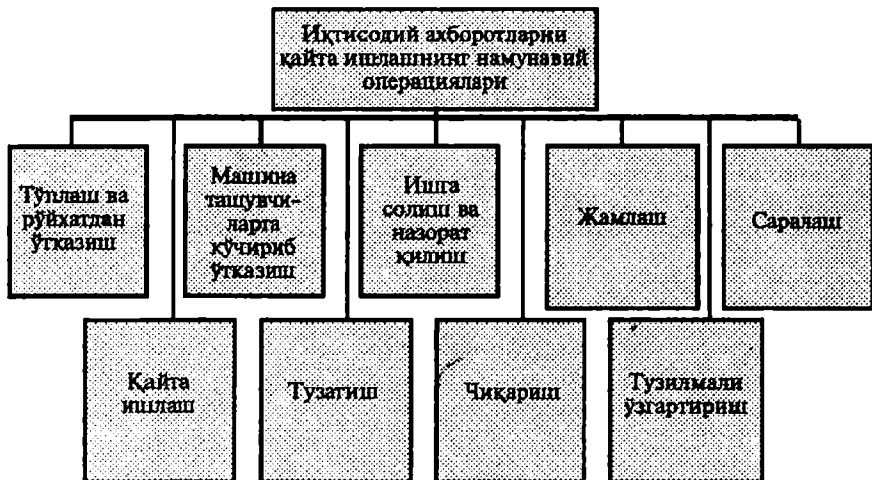 Иқтисодий ахборотларни
қайта ишлашнинг намунавий
операциялари
Тўплаш ва
рўйхатдан
ўтказиш
Машина
ташувчи-
ларга
кўчириб
ўтказиш
Ишга
солиш ва
назорат
қилиш
Жамлаш
Саралаш
Қайта
ишлаш
Тузатиш
Чиқариш
Тузилмали
ўзгартириш